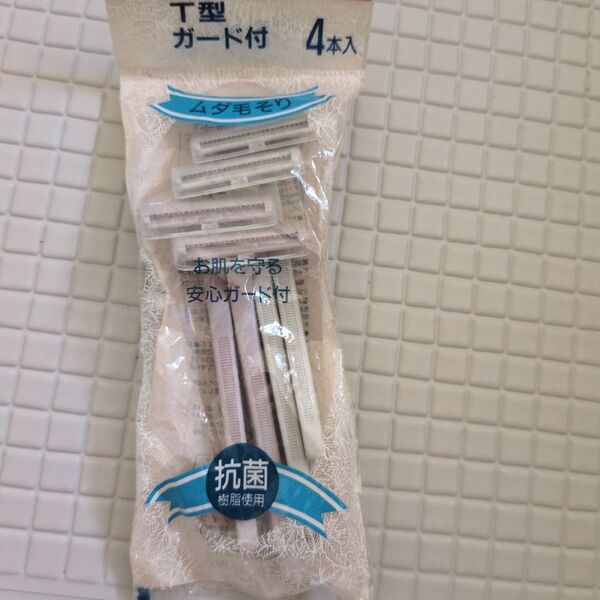 T型
ガード付
4本入
ムダ毛そり
お肌を守る
安心ガード付
抗菌
樹脂使用